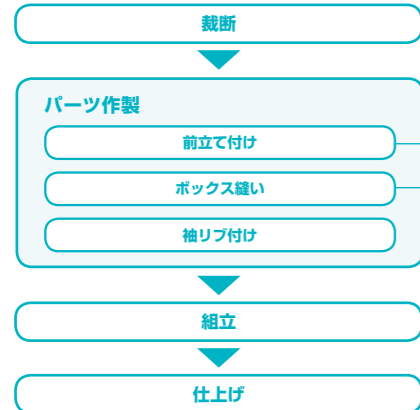 裁断
パーツ作製
前立て付け
ボックス縫い
袖リブ付け
組立
仕上げ